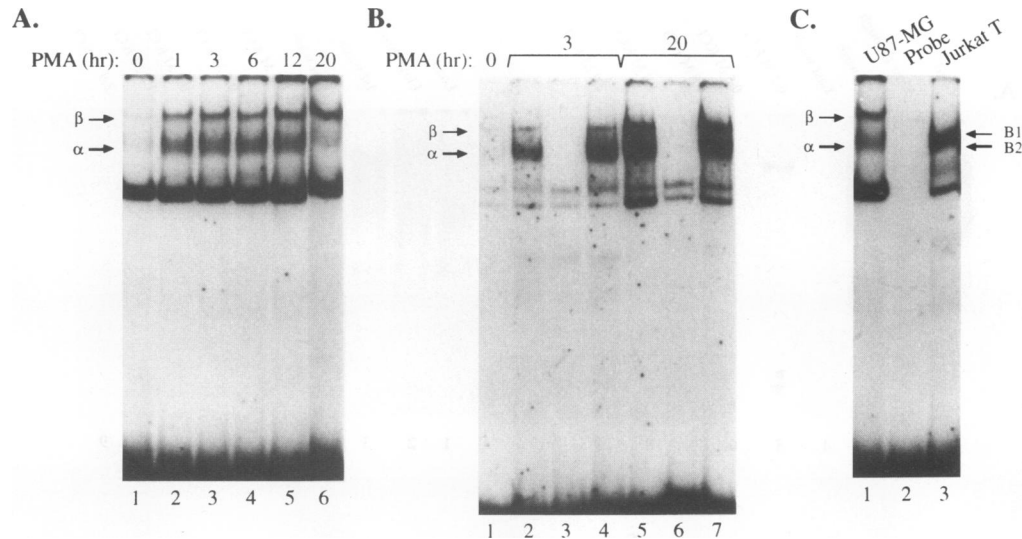 A.
PMA (hr): 0 1 3 6 12 20
β
α
1 2 3 4 5 6
B.
3 20
PMA (hr): 0
β
α
1 2 3 4 5 6 7
C.
U87-MG Probe Jurkat T
β
α
B1
B2
1 2 3